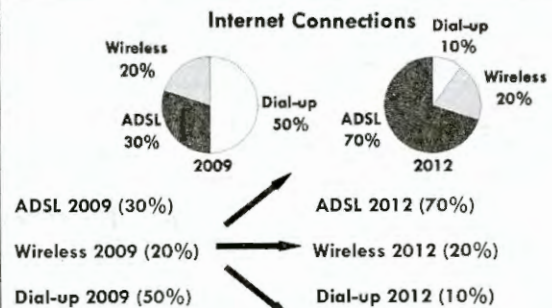 Internet Connections
Dial-up
10%
Wireless
20%
Wireless
20%
Dial-up
50%
ADSL
30%
ADSL
70%
2009
2012
ADSL 2009 (30%)
ADSL 2012 (70%)
Wireless 2009 (20%)
Wireless 2012 (20%)
Dial-up 2009 (50%)
Dial-up 2012 (10%)